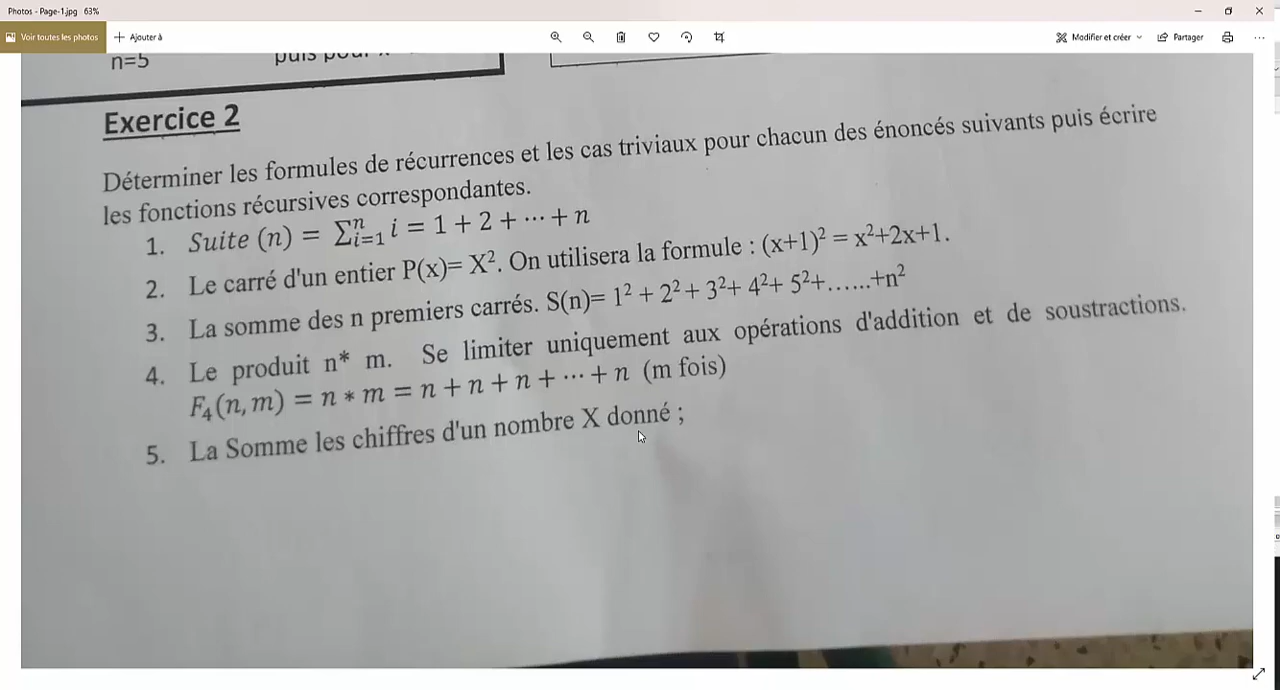 Photos - Page-1.jpg 63%
Voir toutes les photos
Ajouter à
Modifier et créer
Partager
n=5
puis pour
Exercice 2
Déterminer les formules de récurrences et les cas triviaux pour chacun des énoncés suivants puis écrire
les fonctions récursives correspondantes.
1. Suite (n) = ∑ⁿᵢ₌₁ i = 1 + 2 + ⋯ + n
2. Le carré d'un entier P(x)= X². On utilisera la formule : (x+1)² = x²+2x+1.
3. La somme des n premiers carrés. S(n)= 1² + 2² + 3²+ 4²+ 5²+……+n²
4. Le produit n* m. Se limiter uniquement aux opérations d'addition et de soustractions.
F₄(n, m) = n ∗ m = n + n + n + ⋯ + n (m fois)
5. La Somme les chiffres d'un nombre X donné ;